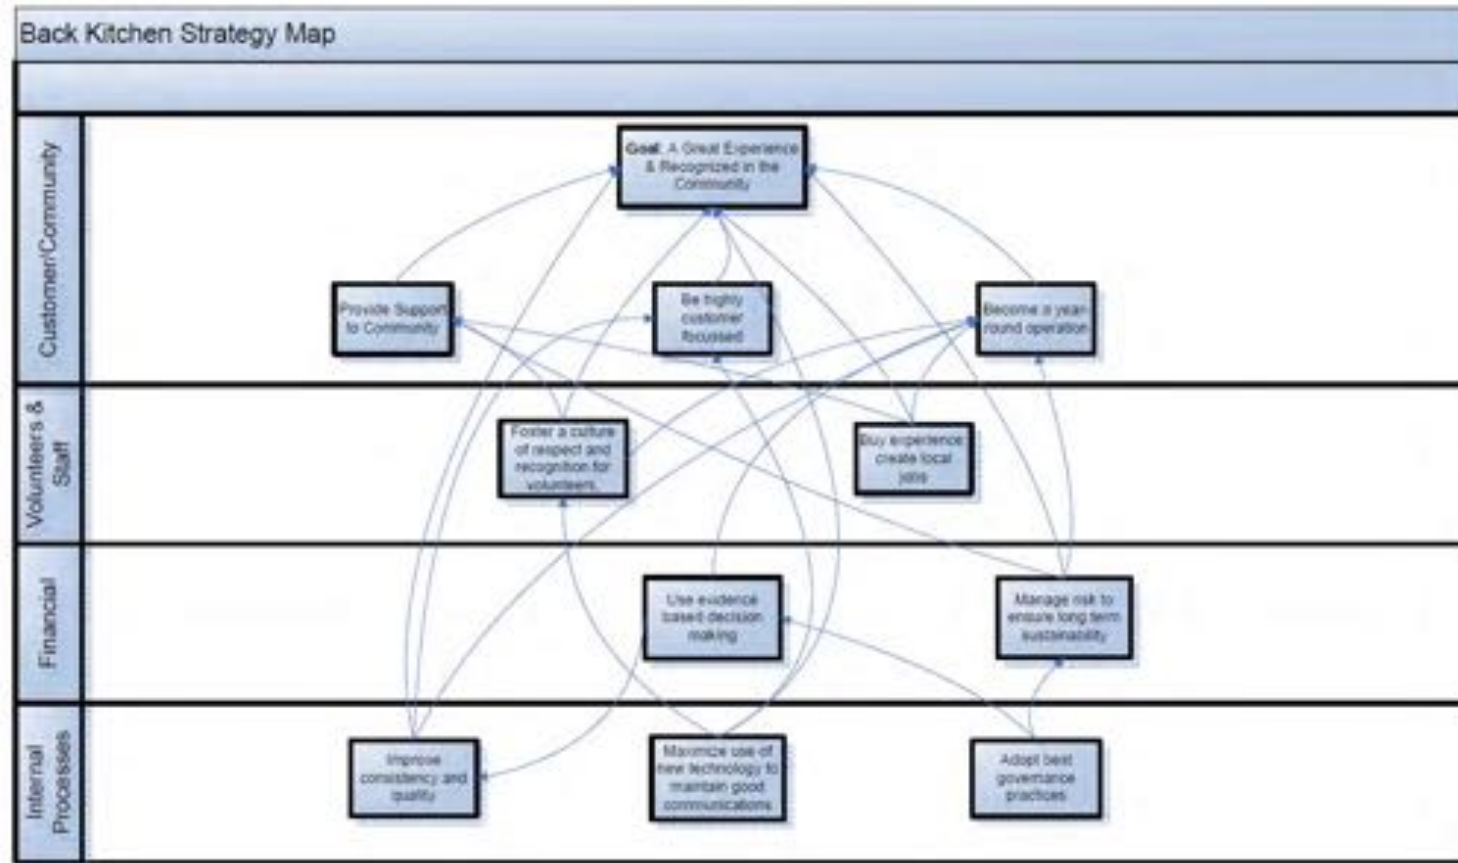 Back Kitchen Strategy Map
Customer/Community
Goal: A Great Experience
& Recognized in the
Community
Provide Support
to Community
Be highly
customer
focussed
Become a year-
round operation
Volunteers &
Staff
Foster a culture
of respect and
recognition for
volunteers.
Buy experience
create local
jobs
Financial
Use evidence
based decision
making
Manage risk to
ensure long term
sustainability
Internal
Processes
Improve
consistency and
quality
Maximize use of
new technology to
maintain good
communications
Adopt best
governance
practices